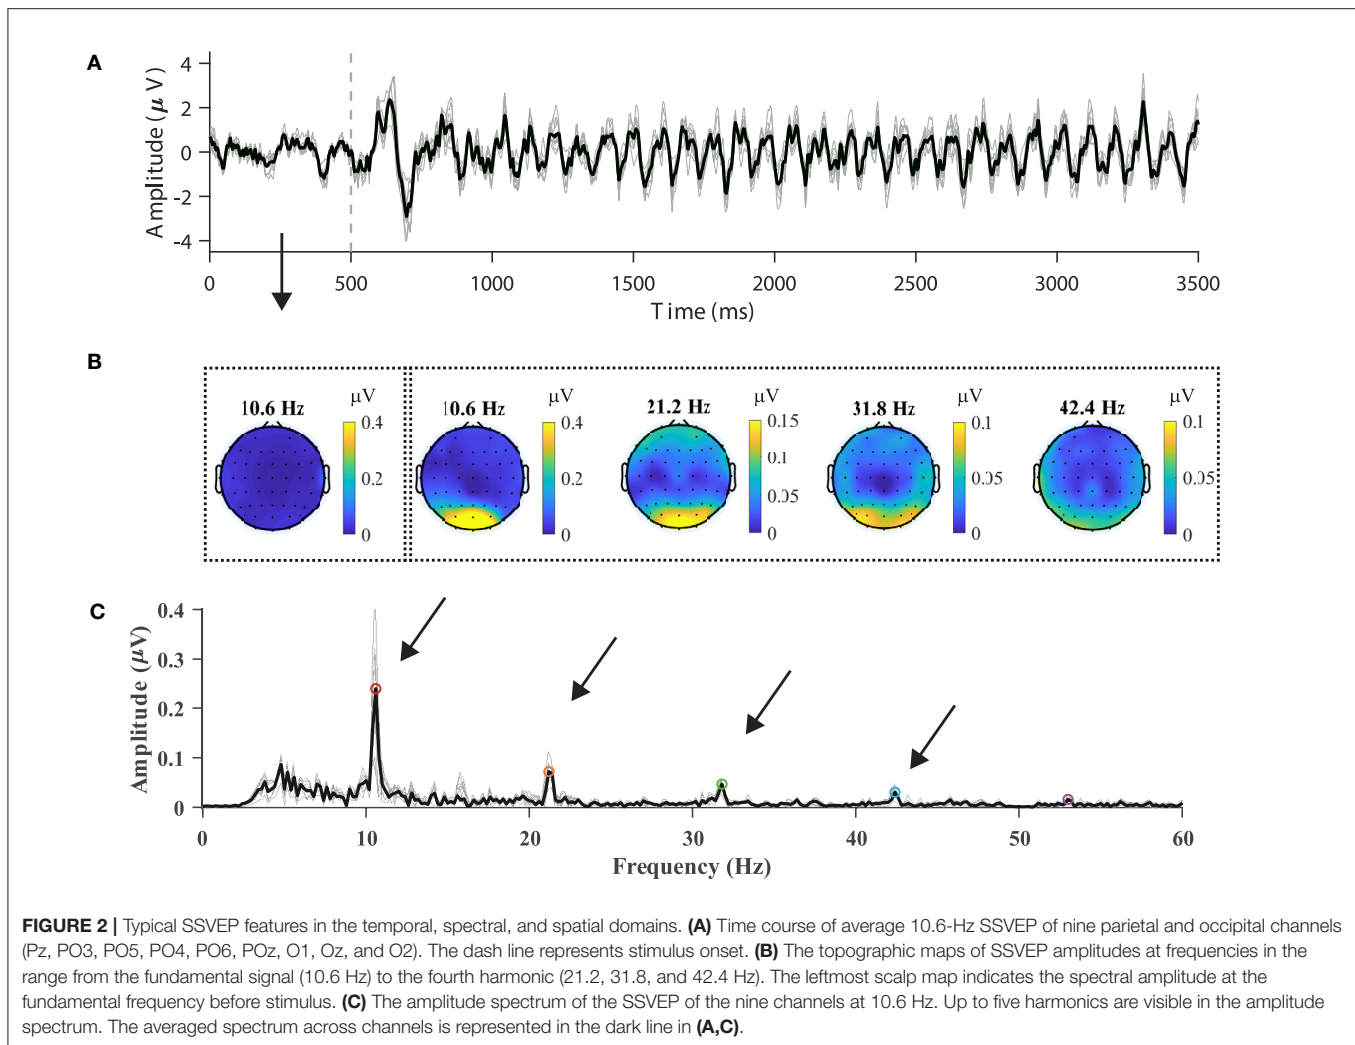 A
Amplitude (μ V)
4
2
0
-2
-4
0 500 1000 1500 2000 2500 3000 3500
Time (ms)
B
10.6 Hz μV 0.4 0.2 0
10.6 Hz μV 0.4 0.2 0
21.2 Hz μV 0.15 0.1 0.05 0
31.8 Hz μV 0.1 0.05 0
42.4 Hz μV 0.1 0.05 0
C
Amplitude (μV)
0.4
0.3
0.2
0.1
0
0 10 20 30 40 50 60
Frequency (Hz)
FIGURE 2 | Typical SSVEP features in the temporal, spectral, and spatial domains. (A) Time course of average 10.6-Hz SSVEP of nine parietal and occipital channels
(Pz, PO3, PO5, PO4, PO6, POz, O1, Oz, and O2). The dash line represents stimulus onset. (B) The topographic maps of SSVEP amplitudes at frequencies in the
range from the fundamental signal (10.6 Hz) to the fourth harmonic (21.2, 31.8, and 42.4 Hz). The leftmost scalp map indicates the spectral amplitude at the
fundamental frequency before stimulus. (C) The amplitude spectrum of the SSVEP of the nine channels at 10.6 Hz. Up to five harmonics are visible in the amplitude
spectrum. The averaged spectrum across channels is represented in the dark line in (A,C).